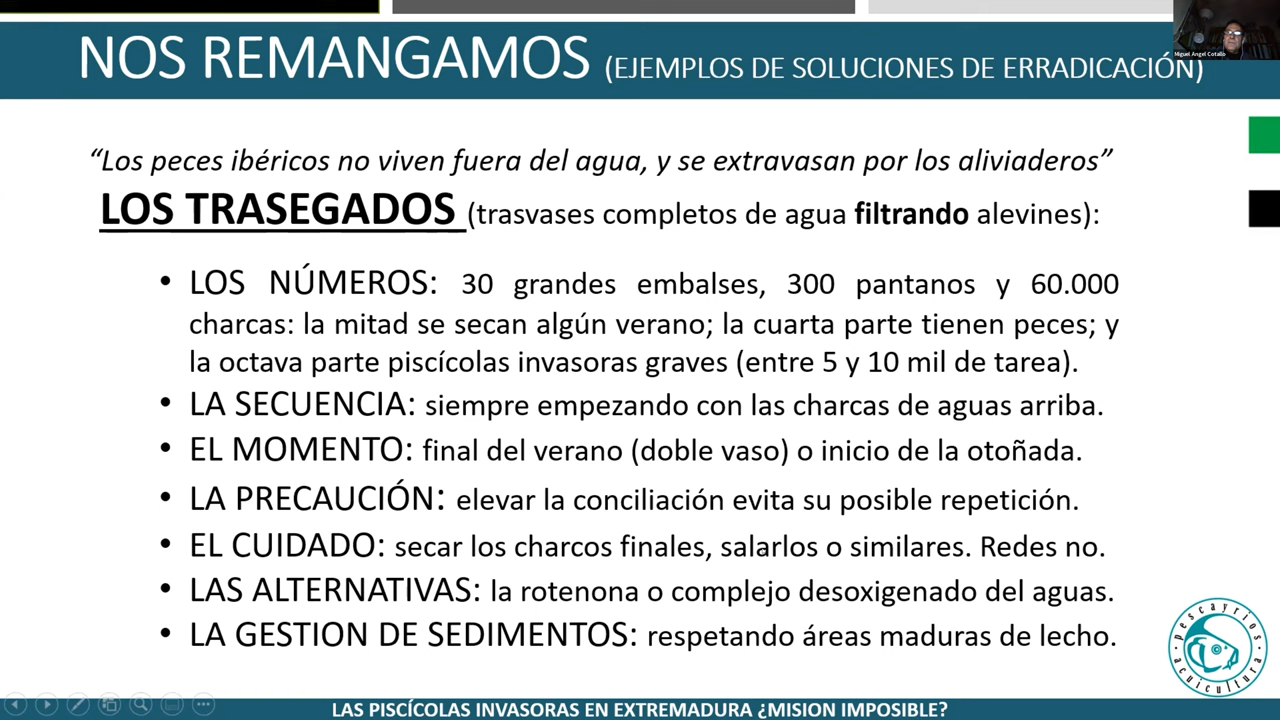 NOS REMANGAMOS (EJEMPLOS DE SOLUCIONES DE ERRADICACIÓN)
Miguel Angel Cotallo
“Los peces ibéricos no viven fuera del agua, y se extravasan por los aliviaderos”
LOS TRASEGADOS (trasvases completos de agua filtrando alevines):
• LOS NÚMEROS: 30 grandes embalses, 300 pantanos y 60.000
charcas: la mitad se secan algún verano; la cuarta parte tienen peces; y
la octava parte piscícolas invasoras graves (entre 5 y 10 mil de tarea).
• LA SECUENCIA: siempre empezando con las charcas de aguas arriba.
• EL MOMENTO: final del verano (doble vaso) o inicio de la otoñada.
• LA PRECAUCIÓN: elevar la conciliación evita su posible repetición.
• EL CUIDADO: secar los charcos finales, salarlos o similares. Redes no.
• LAS ALTERNATIVAS: la rotenona o complejo desoxigenado del aguas.
• LA GESTION DE SEDIMENTOS: respetando áreas maduras de lecho.
pescayríos
acuicultura
LAS PISCÍCOLAS INVASORAS EN EXTREMADURA ¿MISION IMPOSIBLE?